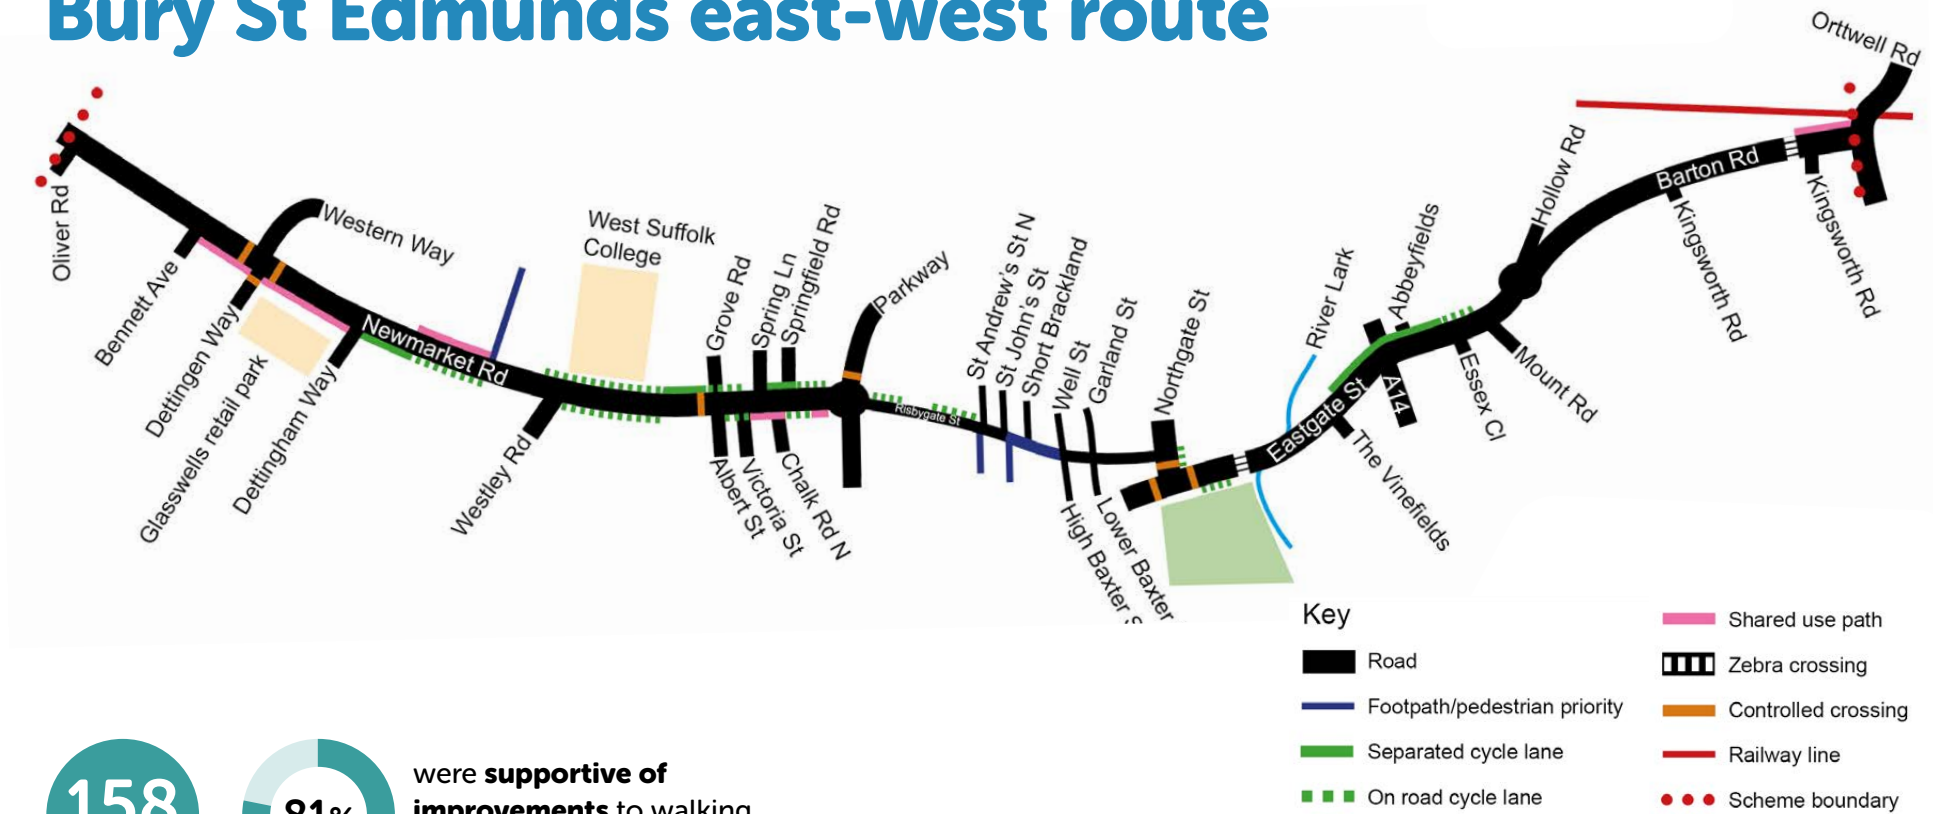 Bury St Edmunds east-west route
Orttwell Rd
Oliver Rd
Bennett Ave
Western Way
Dettingen Way
Glasswells retail park
Dettingham Way
Newmarket Rd
West Suffolk
College
Westley Rd
Grove Rd
Spring Ln
Springfield Rd
Albert St
Victoria St
Chalk Rd N
Parkway
Risbygate St
St Andrew's St N
St John's St
Short Brackland
Well St
Garland St
High Baxter
Lower Baxter
Northgate St
River Lark
Eastgate St
The Vinefields
A14
Abbeyfields
Essex Cl
Mount Rd
Hollow Rd
Barton Rd
Kingsworth Rd
Kingsworth Rd
Key
Road
Footpath/pedestrian priority
Separated cycle lane
On road cycle lane
Shared use path
Zebra crossing
Controlled crossing
Railway line
Scheme boundary
158
81%
were supportive of
improvements to walking